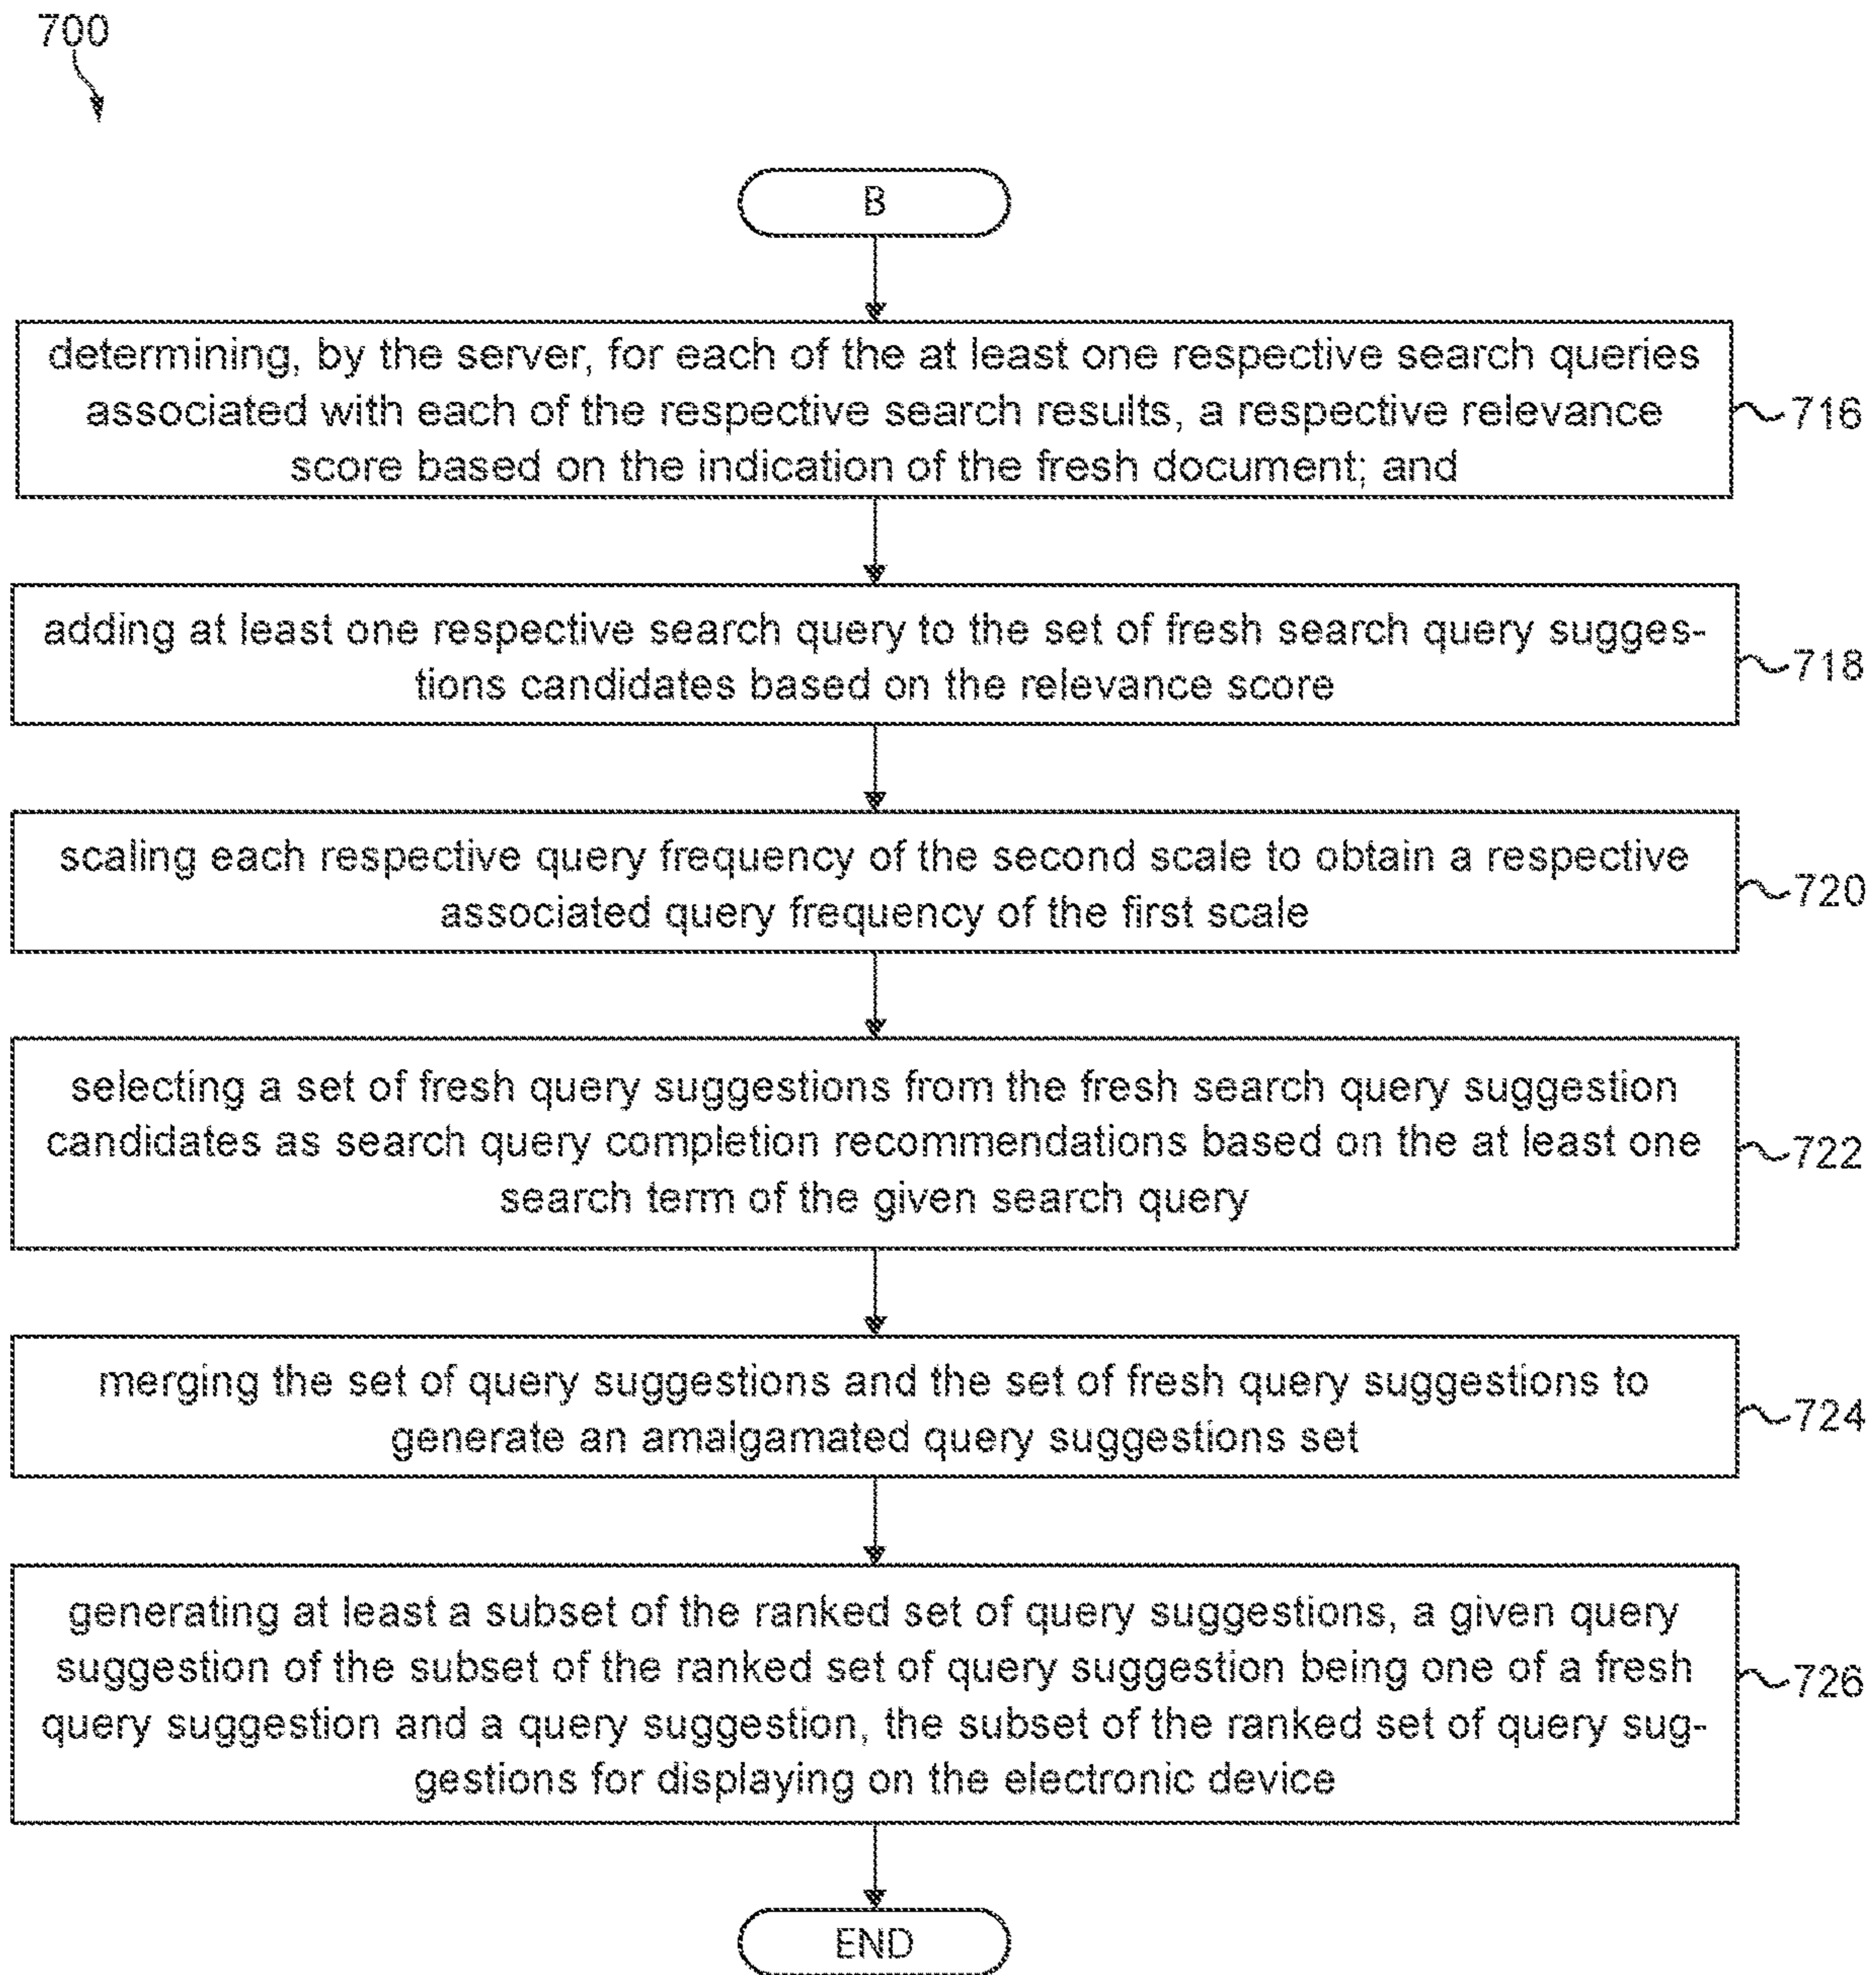 700
B
determining, by the server, for each of the at least one respective search queries
associated with each of the respective search results, a respective relevance
score based on the indication of the fresh document; and
716
adding at least one respective search query to the set of fresh search query sugges-
tions candidates based on the relevance score
718
scaling each respective query frequency of the second scale to obtain a respective
associated query frequency of the first scale
720
selecting a set of fresh query suggestions from the fresh search query suggestion
candidates as search query completion recommendations based on the at least one
search term of the given search query
722
merging the set of query suggestions and the set of fresh query suggestions to
generate an amalgamated query suggestions set
724
generating at least a subset of the ranked set of query suggestions, a given query
suggestion of the subset of the ranked set of query suggestion being one of a fresh
query suggestion and a query suggestion, the subset of the ranked set of query sug-
gestions for displaying on the electronic device
726
END